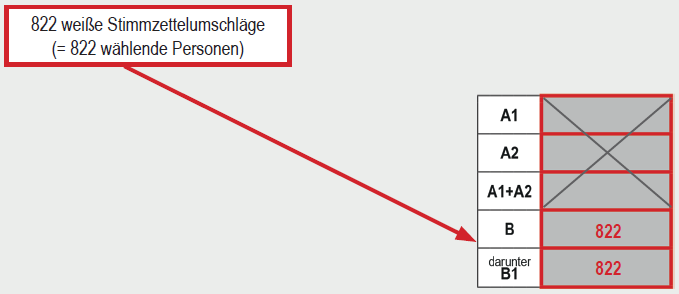 822 weiße Stimmzettelumschläge
(= 822 wählende Personen)
A1
A2
A1+A2
B 822
darunter
B1 822